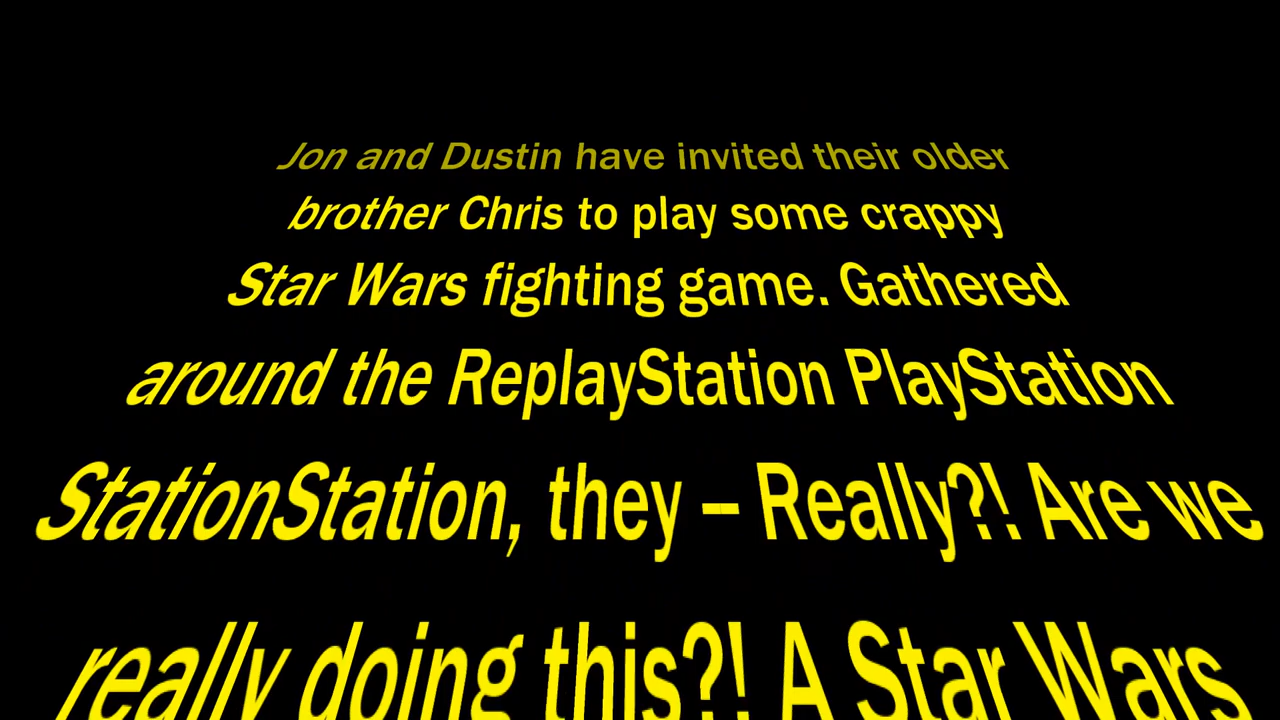 Jon and Dustin have invited their older
brother Chris to play some crappy
Star Wars fighting game. Gathered
around the ReplayStation PlayStation
StationStation, they – Really?! Are we
really doing this?! A Star Wars